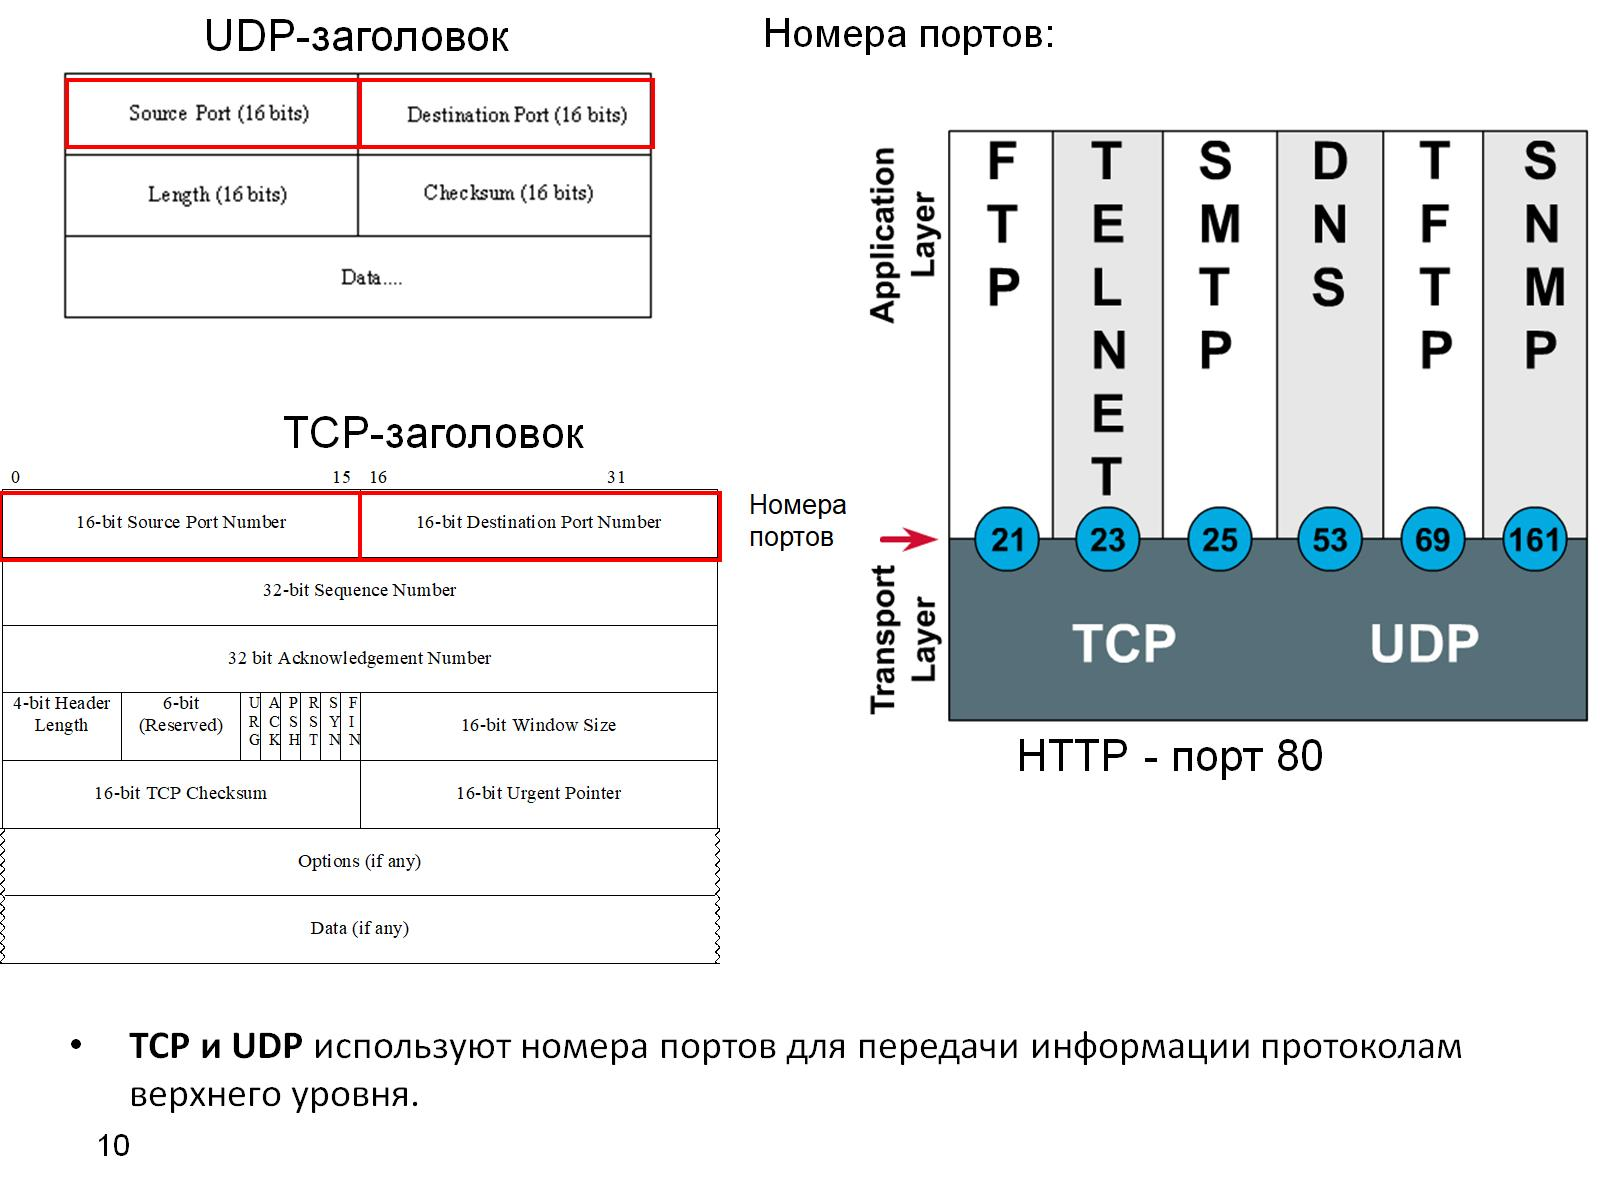 UDP-заголовок
Source Port (16 bits)
Destination Port (16 bits)
Length (16 bits)
Checksum (16 bits)
Data....
TCP-заголовок
0
15
16
31
16-bit Source Port Number
16-bit Destination Port Number
32-bit Sequence Number
32 bit Acknowledgement Number
4-bit Header
Length
6-bit
(Reserved)
URG
ACK
PSH
RST
SYN
FIN
16-bit Window Size
16-bit TCP Checksum
16-bit Urgent Pointer
Options (if any)
Data (if any)
Номера портов:
Application
Layer
FTP
TELNET
SMTP
DNS
TFTP
SNMP
Номера
портов
21
23
25
53
69
161
Transport
Layer
TCP
UDP
HTTP - порт 80
• TCP и UDP используют номера портов для передачи информации протоколам
верхнего уровня.
10